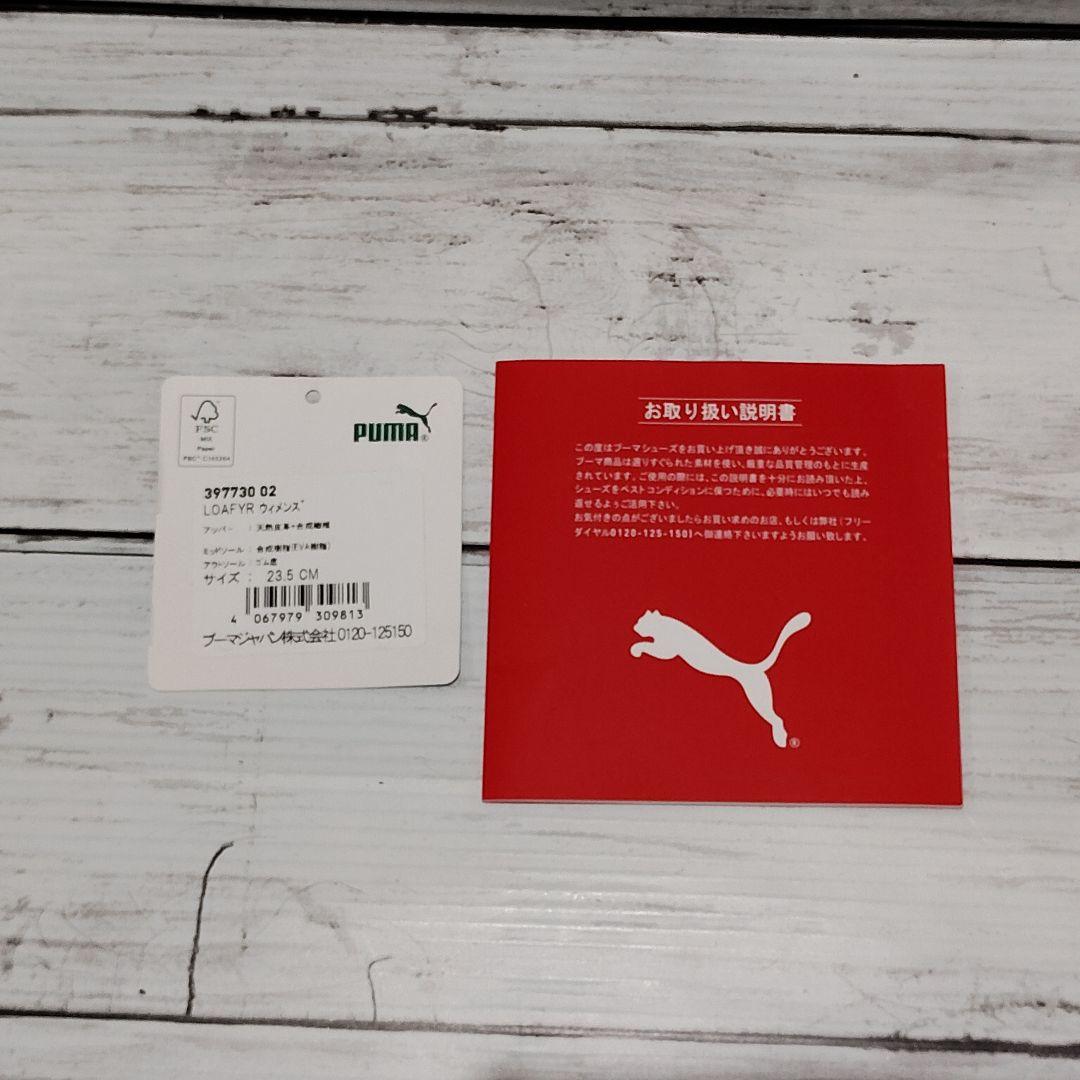 FSC
MIX
Paper
PUMA®
397730 02
LOAFYR ウィメンズ
アッパー : 天然皮革+合成樹脂
ミッドソール : 合成樹脂(EVA樹脂)
アウトソール : ゴム底
サイズ : 23.5 CM
4 067979 309813
プーマジャパン株式会社 0120-125150
お取り扱い説明書
この度はプーマシューズをお買い上げ頂き誠にありがとうございます。
プーマ商品は選りすぐられた素材を使い、厳重な品質管理のもとに生産
されています。ご使用の際には、この説明書を十分にお読み頂いた上、
シューズをベストコンディションに保つために、必要時にはいつでも読み
返せるようご活用下さい。
お気付きの点がございましたらお買い求めのお店、もしくは弊社(フリー
ダイヤル0120-125-150)へ御連絡下さいますようお願い致します。
®